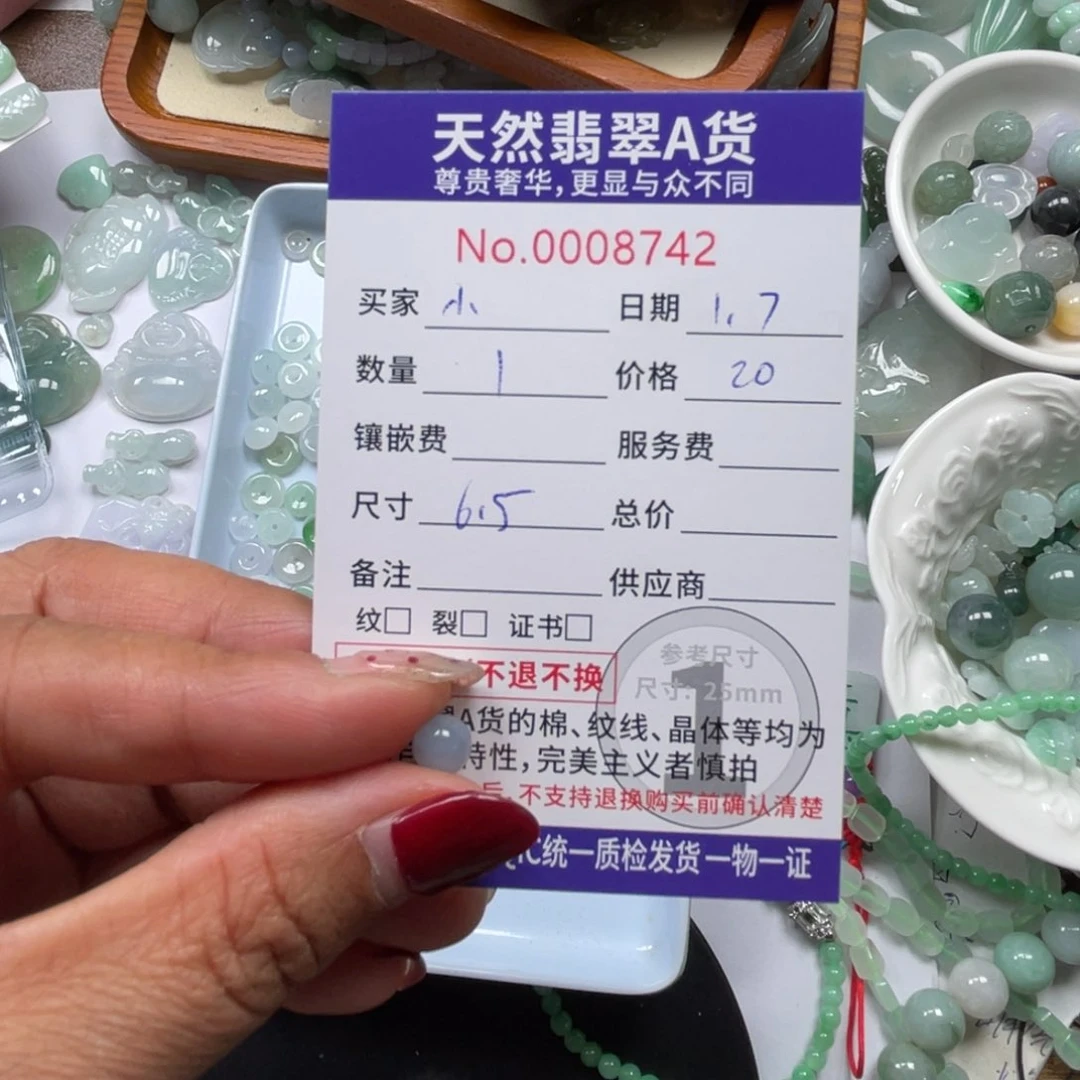 天然翡翠A货
尊贵奢华,更显与众不同
No.0008742
买家 小 日期 1.7
数量 1 价格 20
镶嵌费 服务费
尺寸 6.5 总价
备注 供应商
纹□ 裂□ 证书□
参考尺寸
不退不换
尺寸: 25mm
1
A货的棉、纹线、晶体等均为
特性,完美主义者慎拍
后 不支持退换购买前确认清楚
IC统一质检发货一物一证